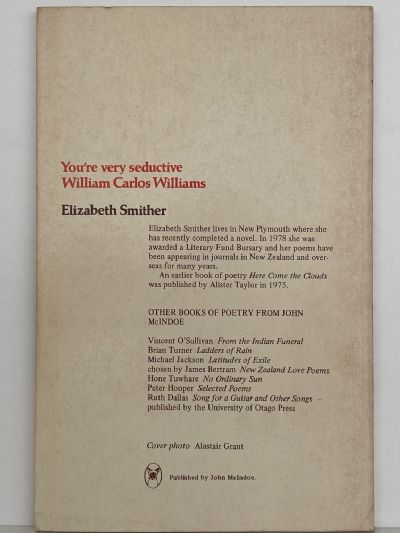 You're very seductive
William Carlos Williams
Elizabeth Smither
Elizabeth Smither lives in New Plymouth where she
has recently completed a novel. In 1978 she was
awarded a Literary Fund Bursary and her poems have
been appearing in journals in New Zealand and over-
seas for many years.
An earlier book of poetry Here Come the Clouds
was published by Alister Taylor in 1975.
OTHER BOOKS OF POETRY FROM JOHN
McINDOE
Vincent O'Sullivan From the Indian Funeral
Brian Turner Ladders of Rain
Michael Jackson Latitudes of Exile
chosen by James Bertram New Zealand Love Poems
Hone Tuwhare No Ordinary Sun
Peter Hooper Selected Poems
Ruth Dallas Song for a Guitar and Other Songs –
published by the University of Otago Press
Cover photo Alastair Grant
Published by John McIndoe.